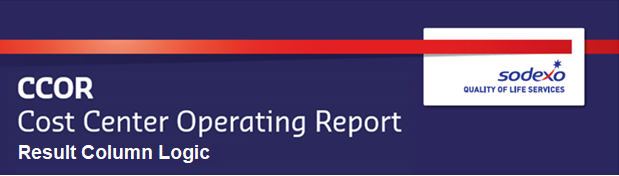 CCOR
Cost Center Operating Report
Result Column Logic
sodexo
QUALITY OF LIFE SERVICES